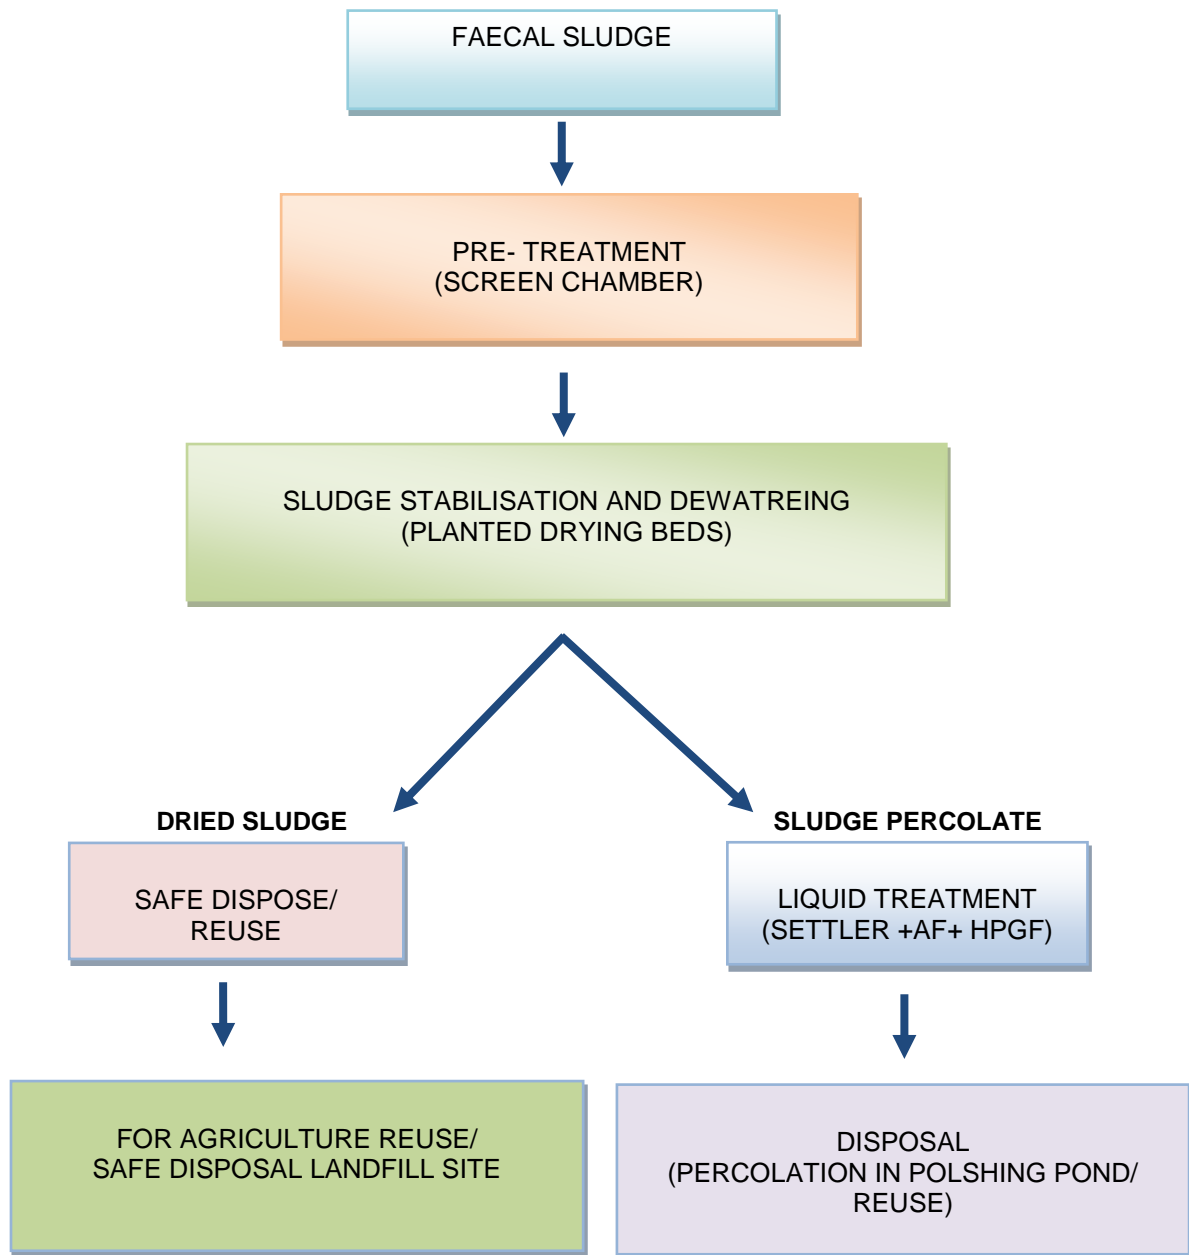 FAECAL SLUDGE
PRE- TREATMENT
(SCREEN CHAMBER)
SLUDGE STABILISATION AND DEWATREING
(PLANTED DRYING BEDS)
DRIED SLUDGE
SAFE DISPOSE/
REUSE
FOR AGRICULTURE REUSE/
SAFE DISPOSAL LANDFILL SITE
SLUDGE PERCOLATE
LIQUID TREATMENT
(SETTLER +AF+ HPGF)
DISPOSAL
(PERCOLATION IN POLSHING POND/
REUSE)